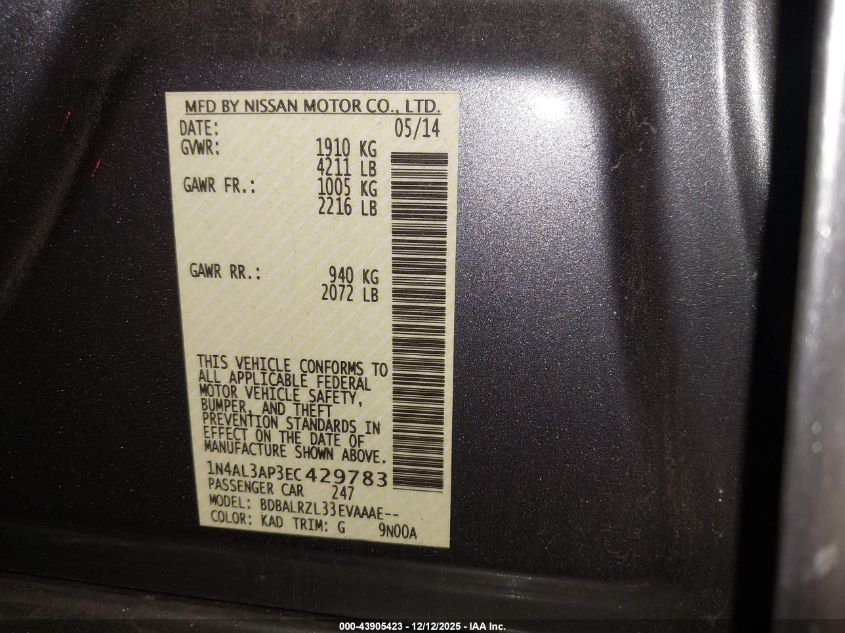 MFD BY NISSAN MOTOR CO., LTD.
DATE: 05/14
GVWR: 1910 KG
4211 LB
GAWR FR.: 1005 KG
2216 LB
GAWR RR.: 940 KG
2072 LB
THIS VEHICLE CONFORMS TO
ALL APPLICABLE FEDERAL
MOTOR VEHICLE SAFETY,
BUMPER, AND THEFT
PREVENTION STANDARDS IN
EFFECT ON THE DATE OF
MANUFACTURE SHOWN ABOVE.
1N4AL3AP3EC429783
PASSENGER CAR 247
MODEL: BDBALRZL33EVAAAE--
COLOR: KAD TRIM: G 9N00A
000-43905423 - 12/12/2025 - IAA Inc.